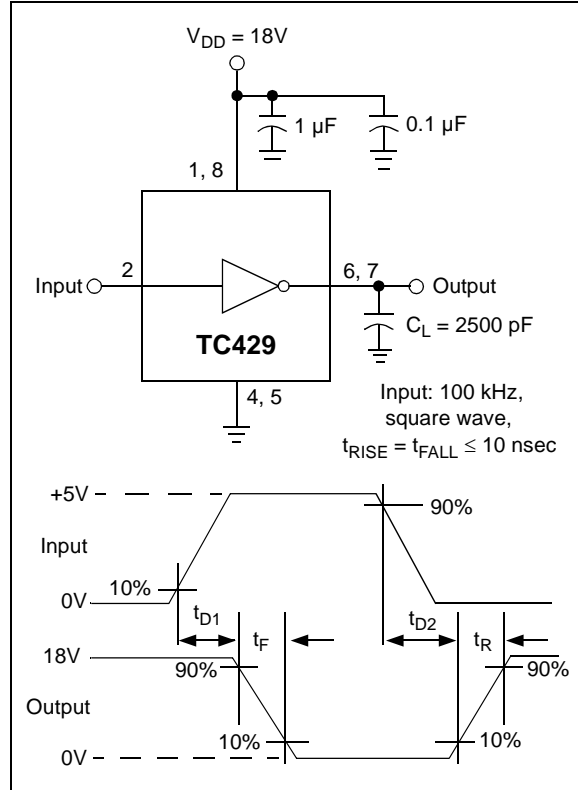 V_DD = 18V
1 µF
0.1 µF
1, 8
Input
2
6, 7
Output
TC429
C_L = 2500 pF
4, 5
Input: 100 kHz,
square wave,
t_RISE = t_FALL ≤ 10 nsec
+5V
90%
Input
10%
0V
t_D1
t_F
t_D2
t_R
18V
90%
90%
Output
10%
10%
0V